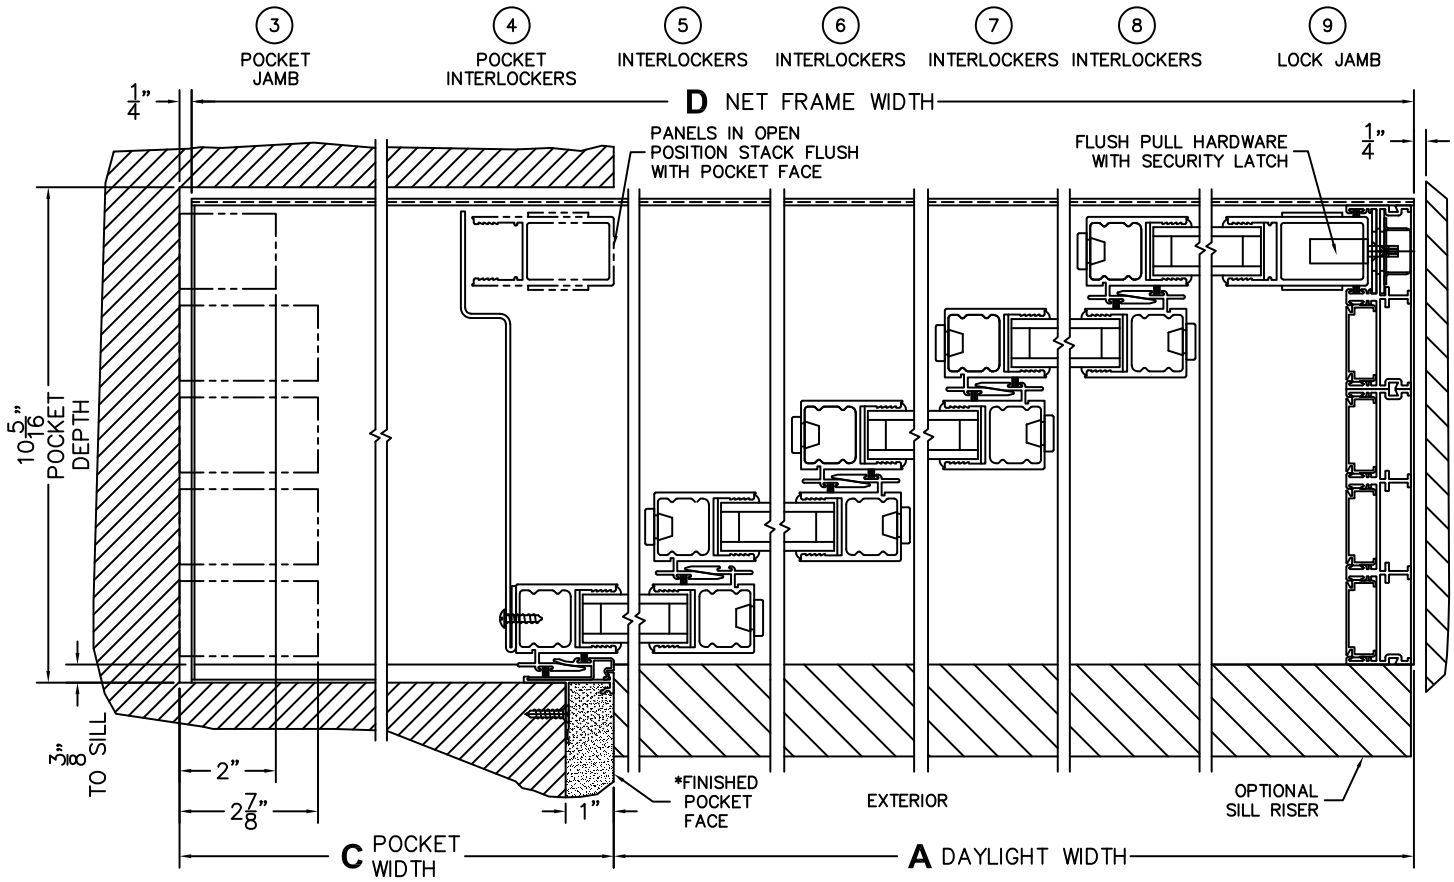 3
POCKET
JAMB
4
POCKET
INTERLOCKERS
5
INTERLOCKERS
6
INTERLOCKERS
7
INTERLOCKERS
8
INTERLOCKERS
9
LOCK JAMB
1/4"
D NET FRAME WIDTH
PANELS IN OPEN
POSITION STACK FLUSH
WITH POCKET FACE
FLUSH PULL HARDWARE
WITH SECURITY LATCH
1/4"
10 5/16"
POCKET
DEPTH
3/8"
TO SILL
2"
2 7/8"
1"
*FINISHED
POCKET
FACE
EXTERIOR
OPTIONAL
SILL RISER
C POCKET
WIDTH
A DAYLIGHT WIDTH